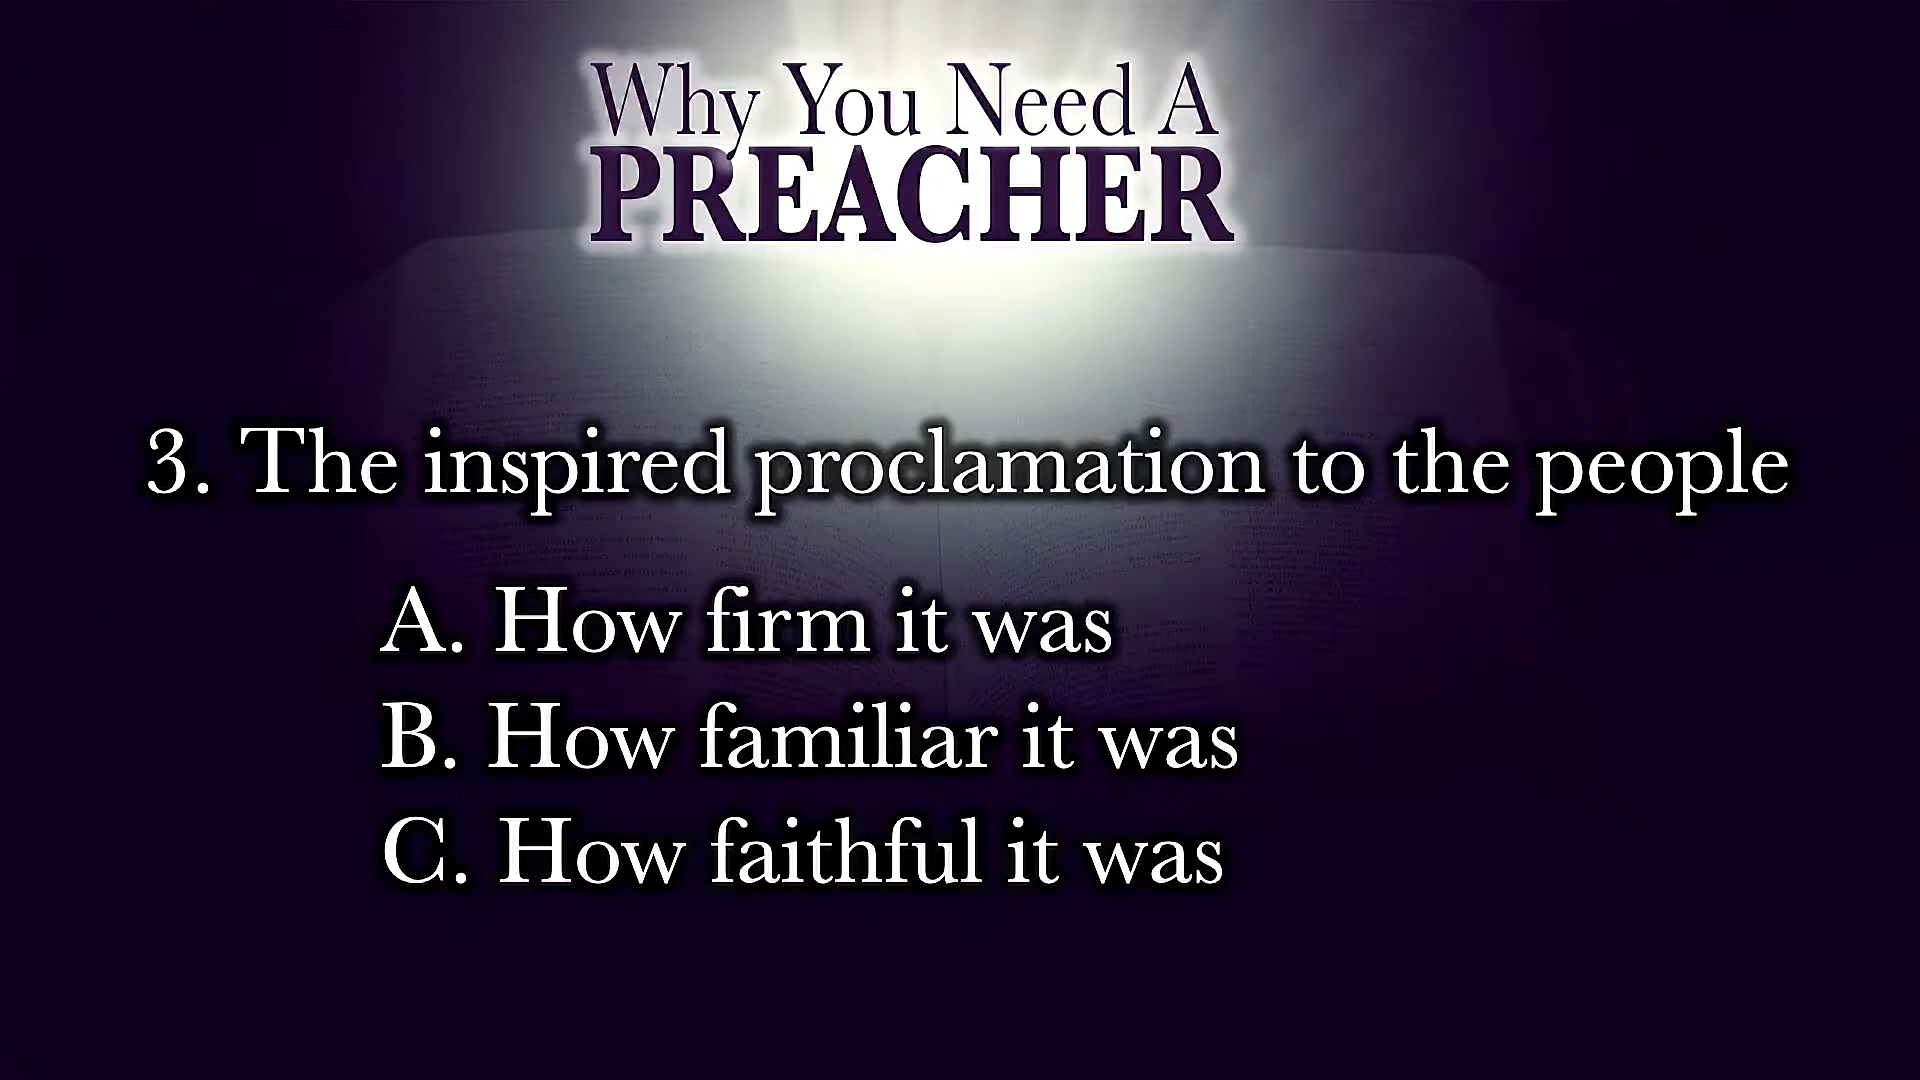 Why You Need A
PREACHER
3. The inspired proclamation to the people
A. How firm it was
B. How familiar it was
C. How faithful it was